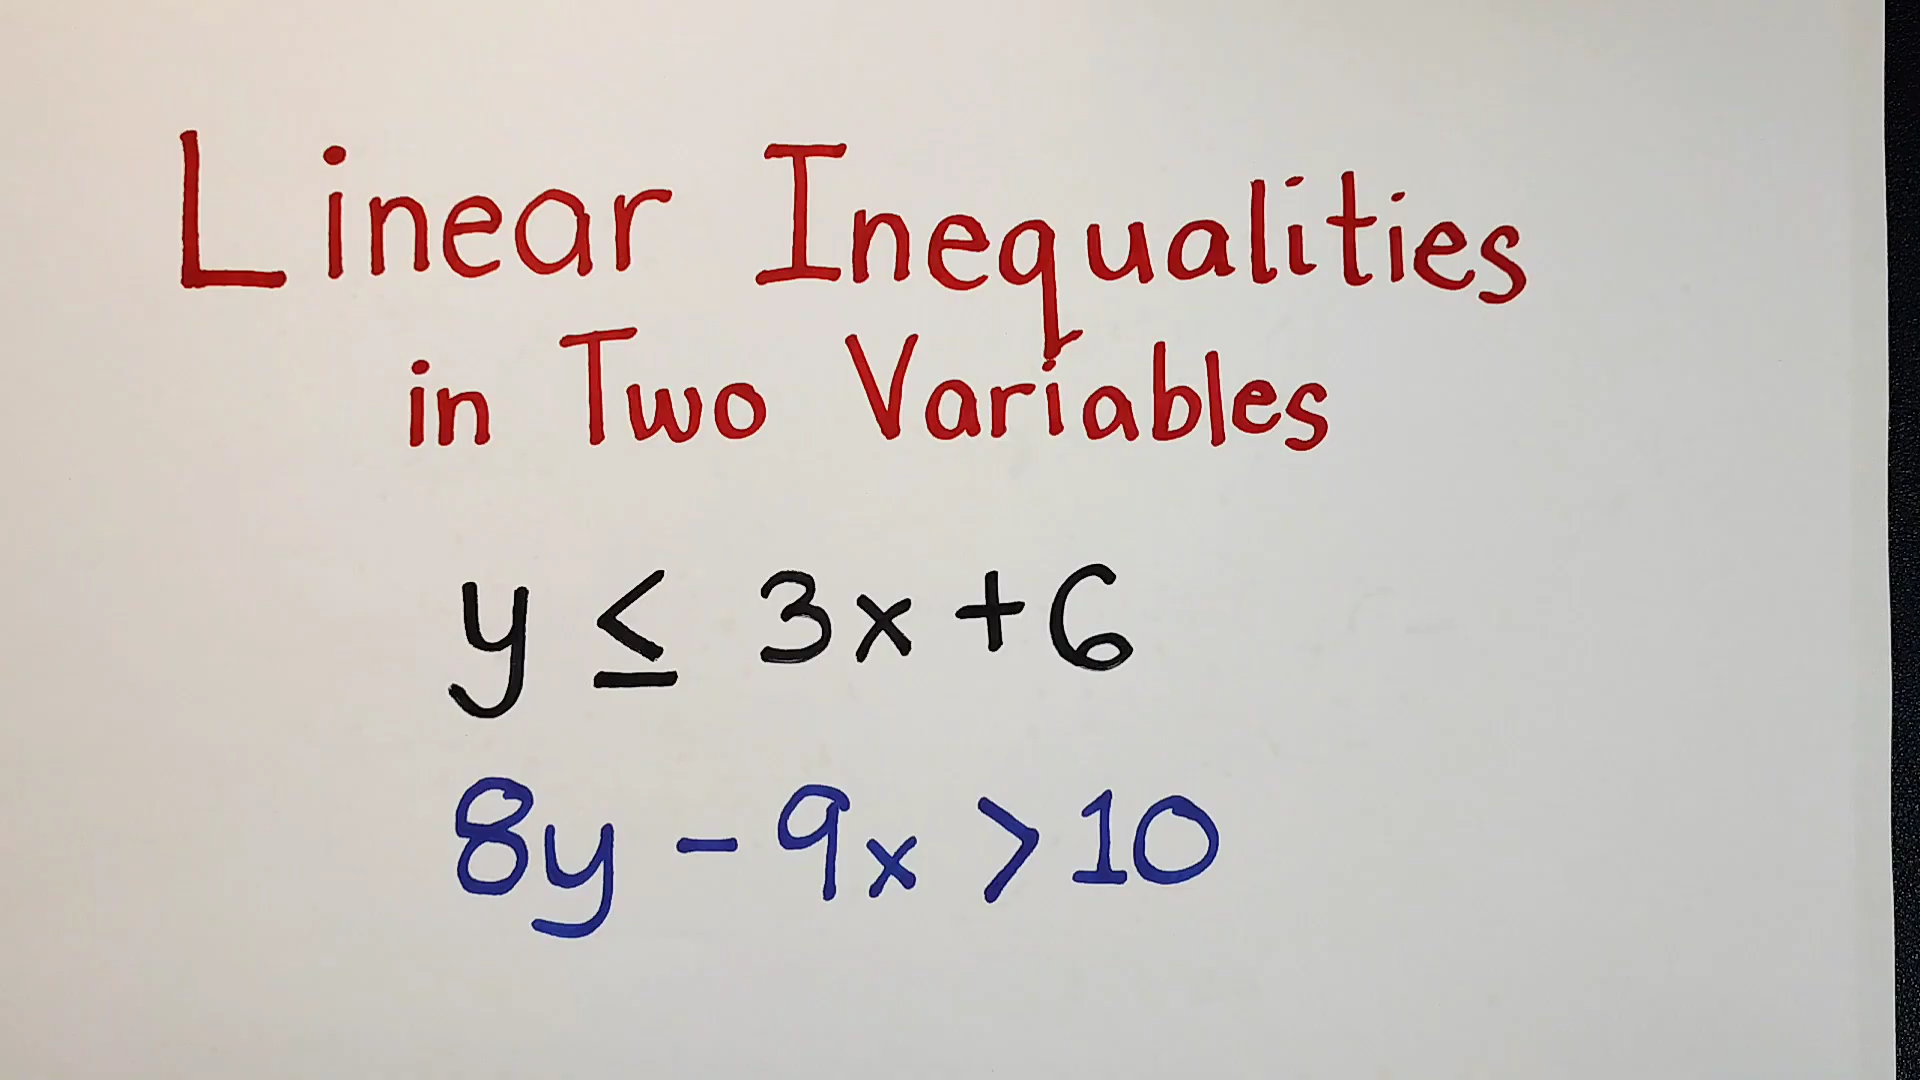 Linear Inequalities
in Two Variables
y ≤ 3x + 6
8y - 9x > 10